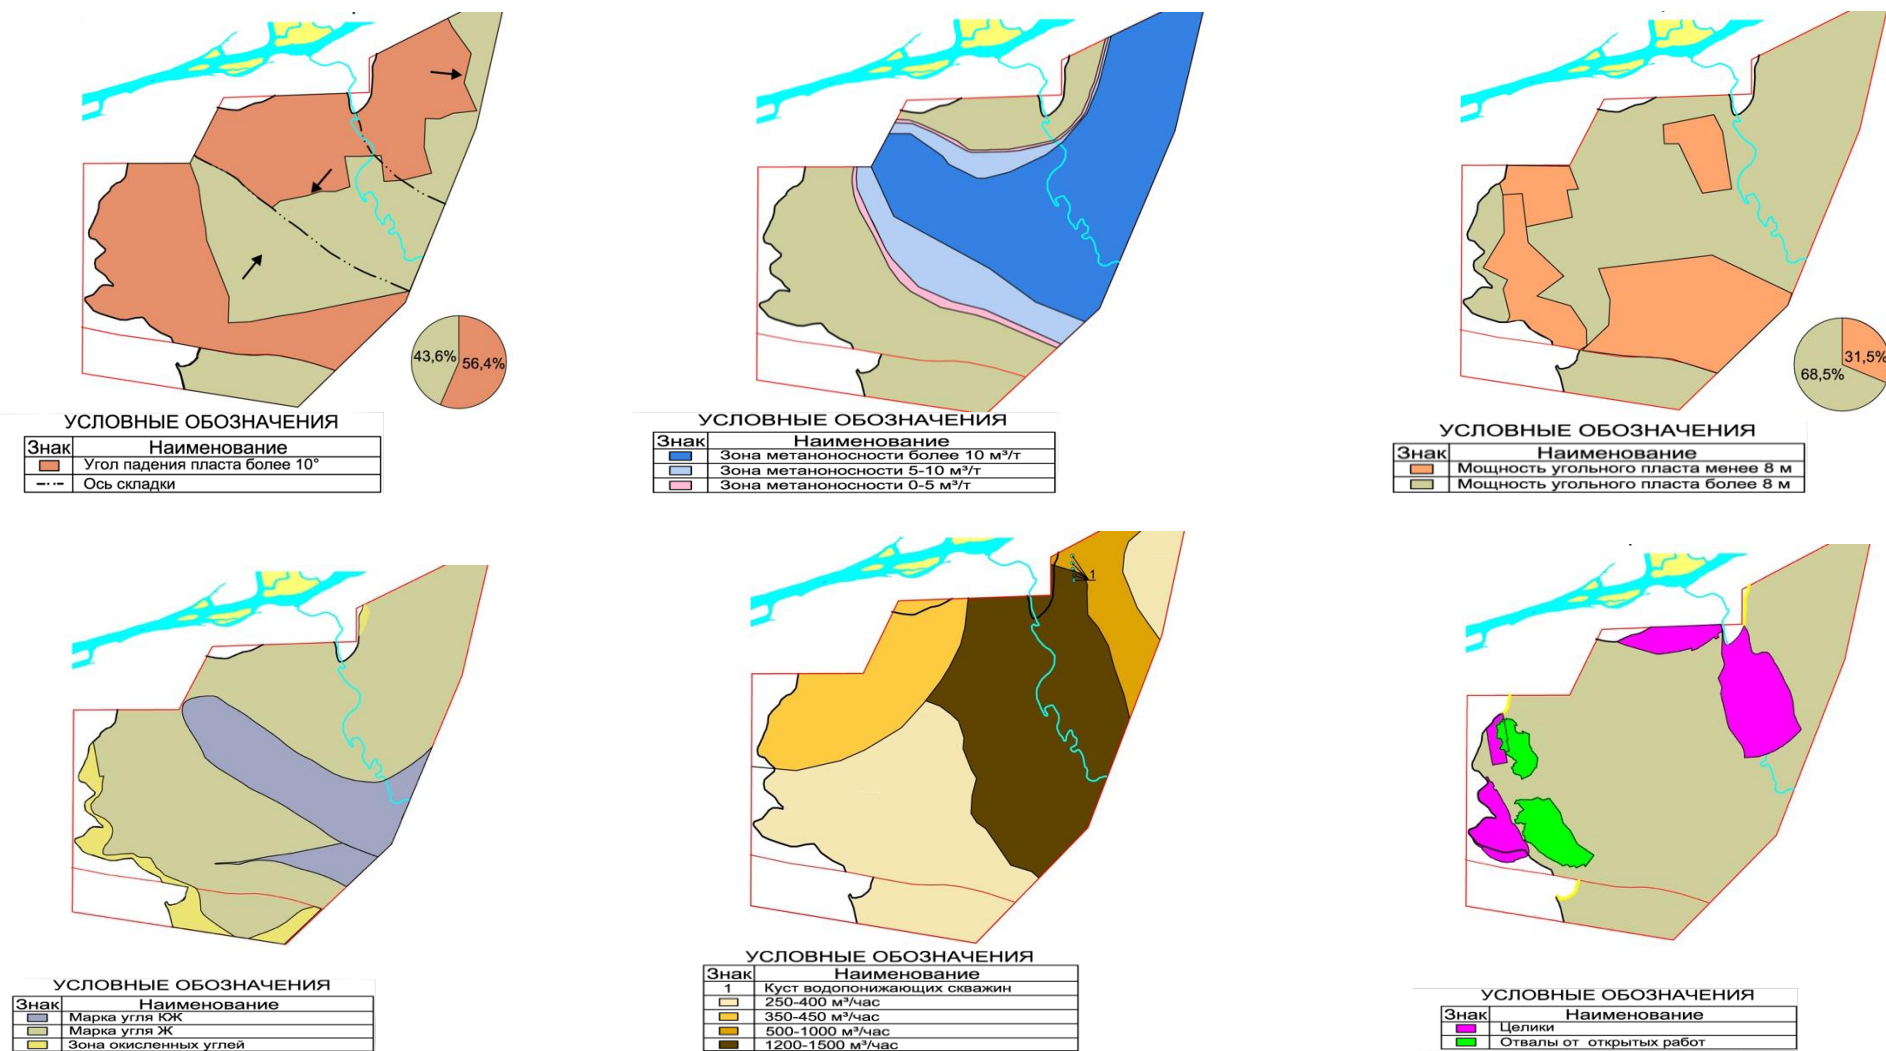 43,6%
56,4%
УСЛОВНЫЕ ОБОЗНАЧЕНИЯ
Знак Наименование
Угол падения пласта более 10°
Ось складки
УСЛОВНЫЕ ОБОЗНАЧЕНИЯ
Знак Наименование
Зона метаноносности более 10 м³/т
Зона метаноносности 5-10 м³/т
Зона метаноносности 0-5 м³/т
31,5%
68,5%
УСЛОВНЫЕ ОБОЗНАЧЕНИЯ
Знак Наименование
Мощность угольного пласта менее 8 м
Мощность угольного пласта более 8 м
УСЛОВНЫЕ ОБОЗНАЧЕНИЯ
Знак Наименование
Марка угля КЖ
Марка угля Ж
Зона окисленных углей
1
УСЛОВНЫЕ ОБОЗНАЧЕНИЯ
Знак Наименование
1 Куст водопонижающих скважин
250-400 м³/час
350-450 м³/час
500-1000 м³/час
1200-1500 м³/час
УСЛОВНЫЕ ОБОЗНАЧЕНИЯ
Знак Наименование
Целики
Отвалы от открытых работ